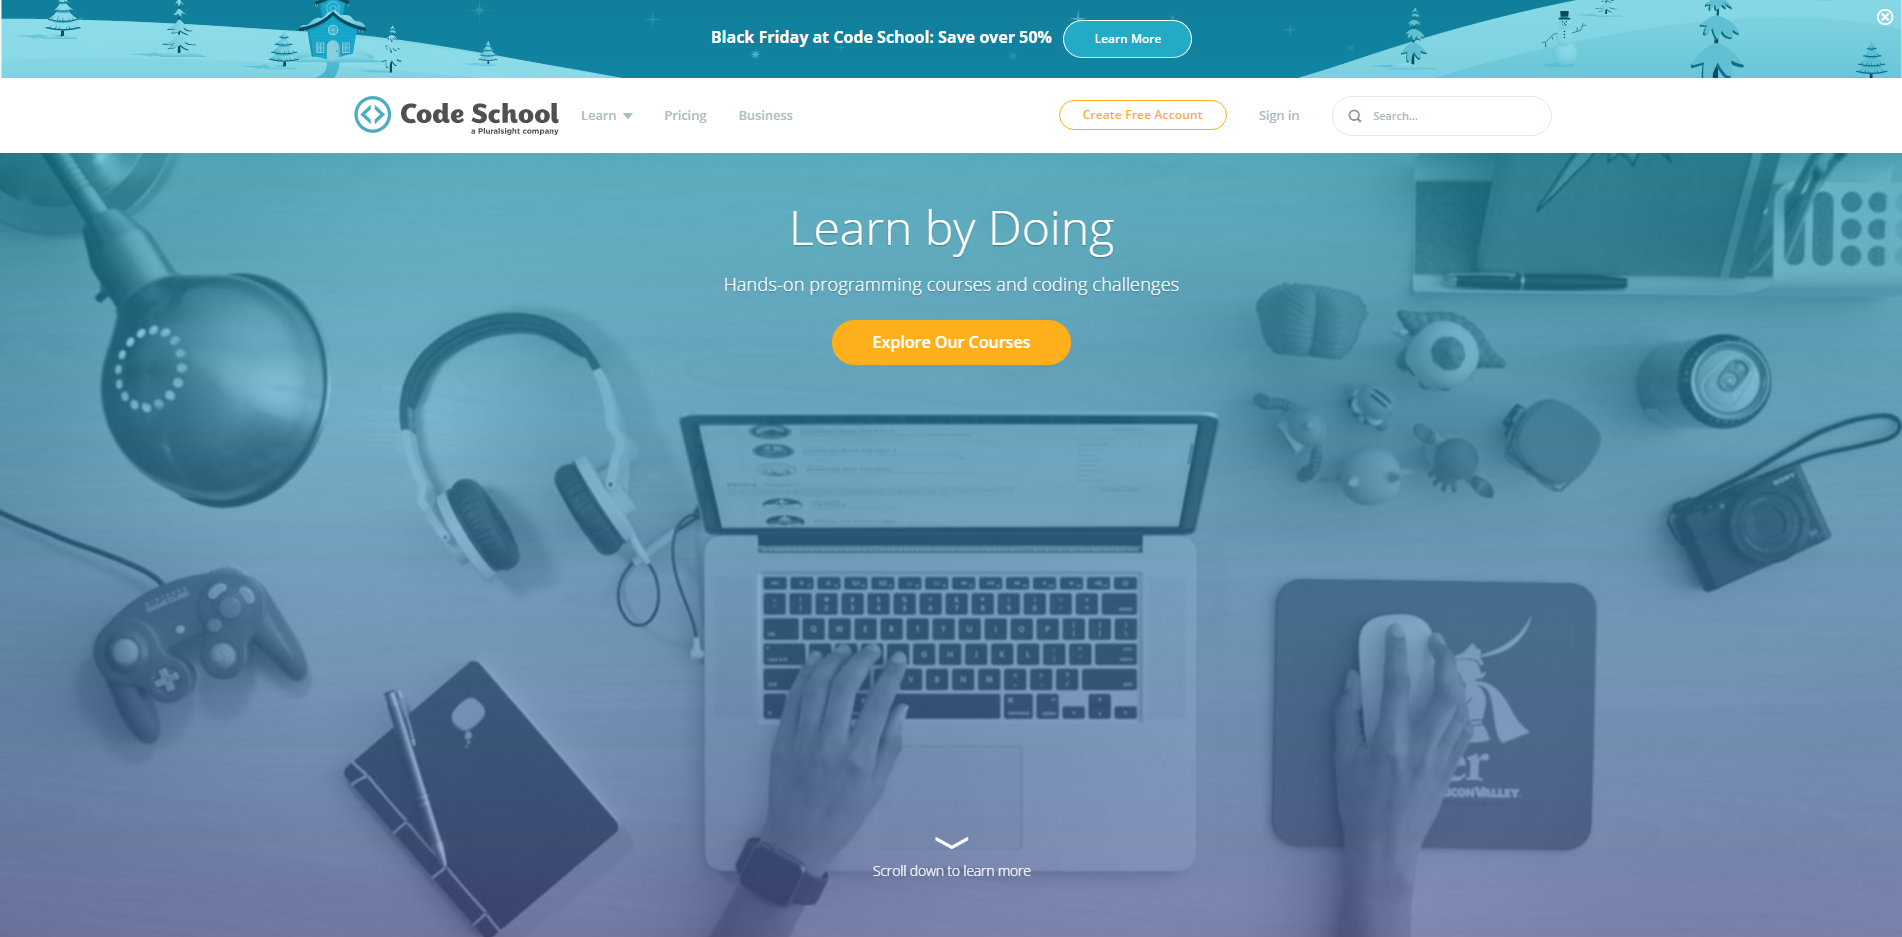 Black Friday at Code School: Save over 50%
Learn More
Code School
a Pluralsight company
Learn
Pricing
Business
Create Free Account
Sign in
Search...
Learn by Doing
Hands-on programming courses and coding challenges
Explore Our Courses
Scroll down to learn more